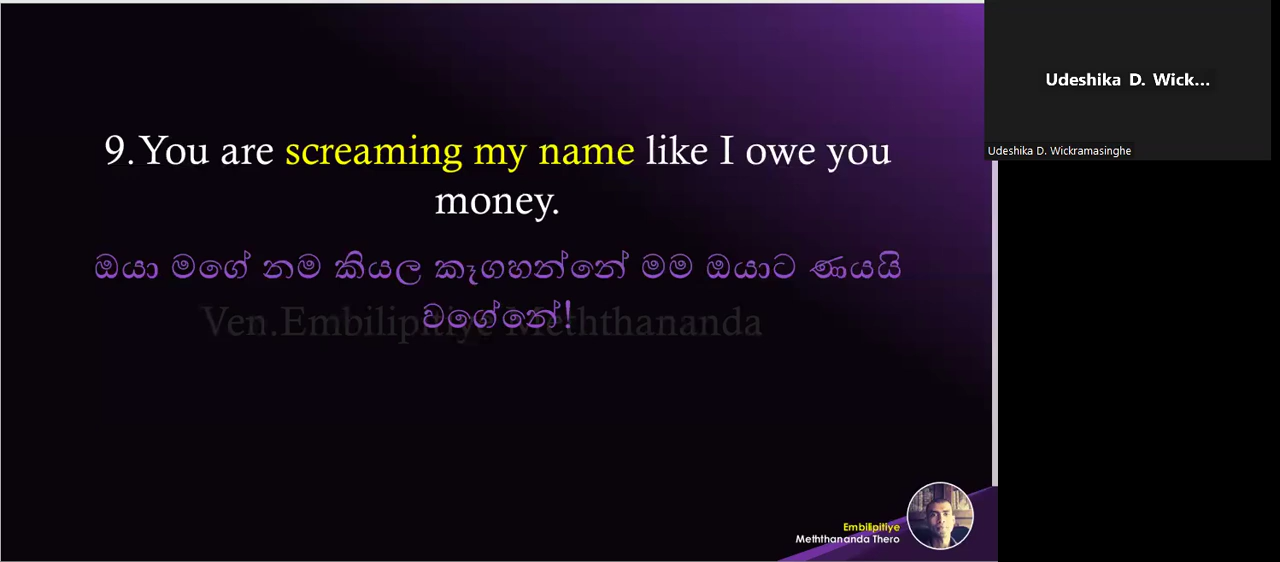 Udeshika D. Wick...
Udeshika D. Wickramasinghe
9. You are screaming my name like I owe you
money.
ඔයා මගේ නම කියල කෑගහන්නේ මම ඔයාට ණයයි
වගේනේ!
Ven.Embilipitiye Meththananda
Embilipitiye
Meththananda Thero